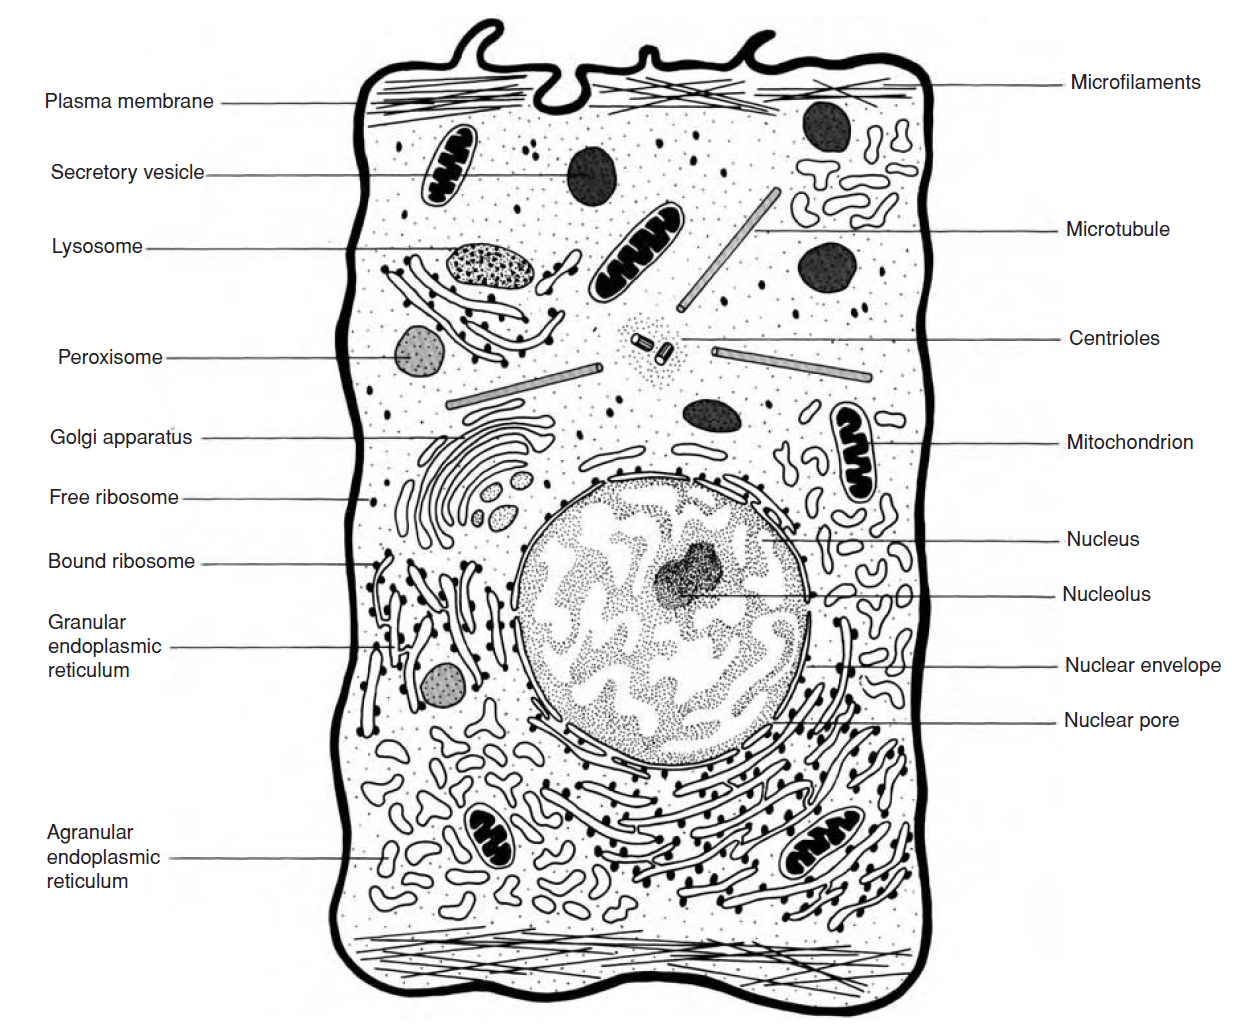 Plasma membrane
Secretory vesicle
Lysosome
Peroxisome
Golgi apparatus
Free ribosome
Bound ribosome
Granular
endoplasmic
reticulum
Agranular
endoplasmic
reticulum
Microfilaments
Microtubule
Centrioles
Mitochondrion
Nucleus
Nucleolus
Nuclear envelope
Nuclear pore